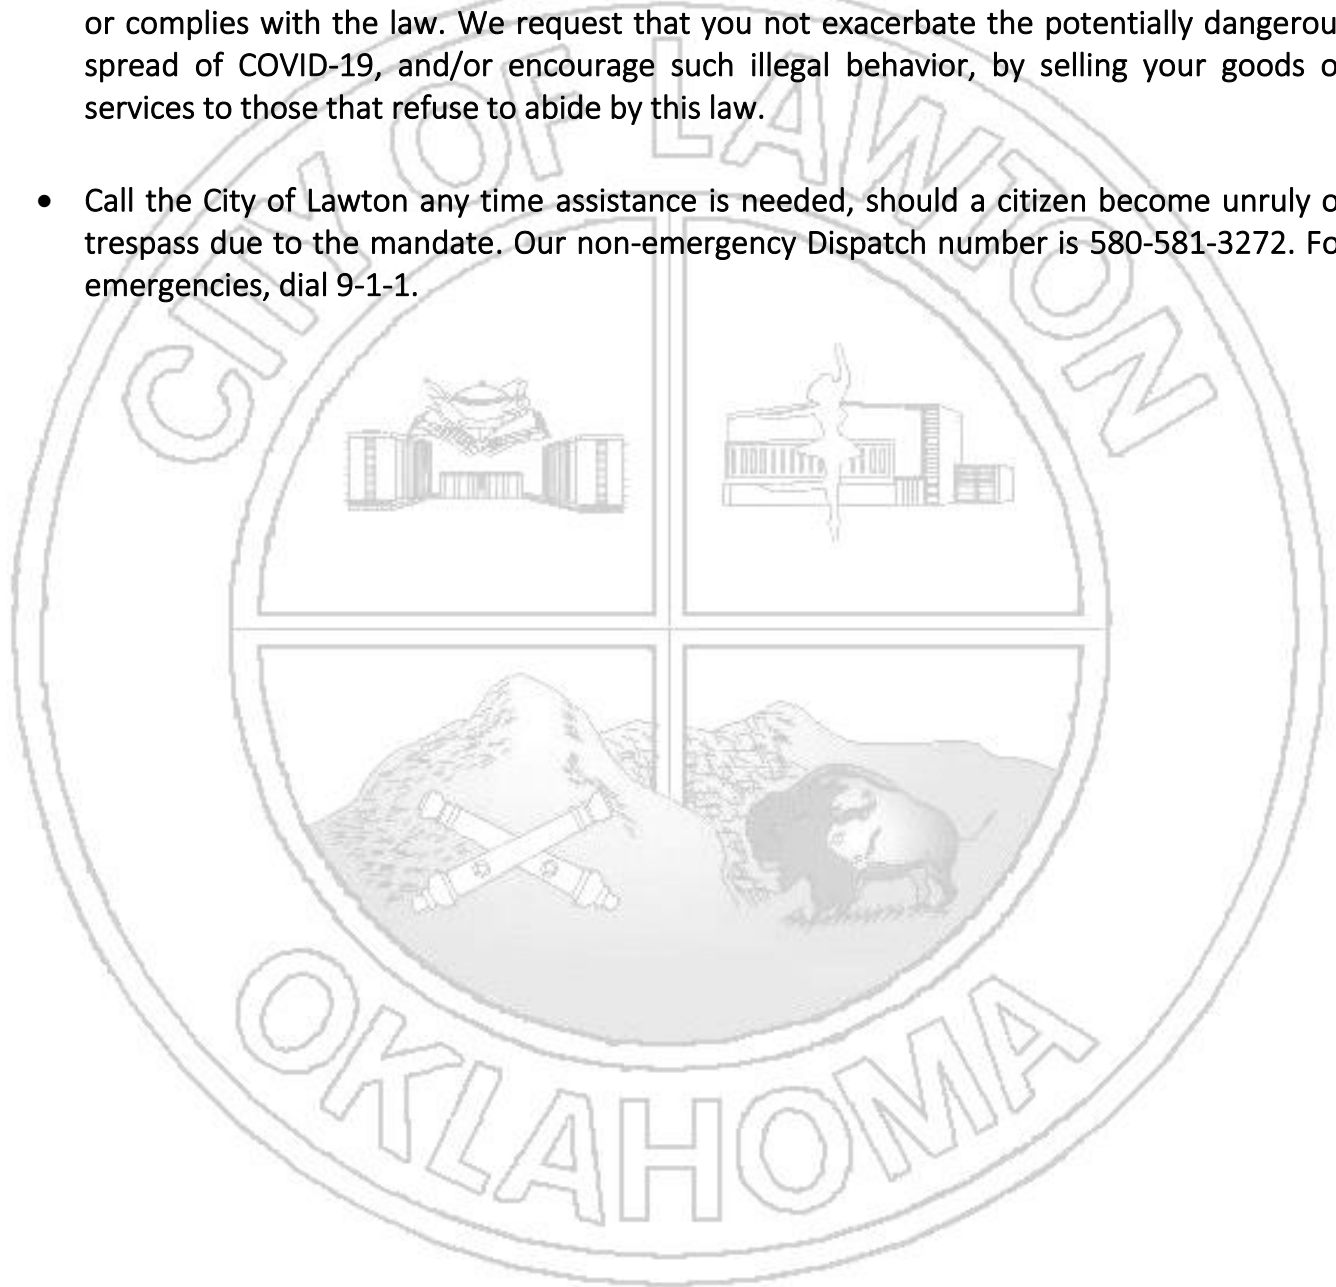 or complies with the law. We request that you not exacerbate the potentially dangerou
spread of COVID-19, and/or encourage such illegal behavior, by selling your goods o
services to those that refuse to abide by this law.
• Call the City of Lawton any time assistance is needed, should a citizen become unruly o
trespass due to the mandate. Our non-emergency Dispatch number is 580-581-3272. Fo
emergencies, dial 9-1-1.
CITY OF LAWTON
OKLAHOMA